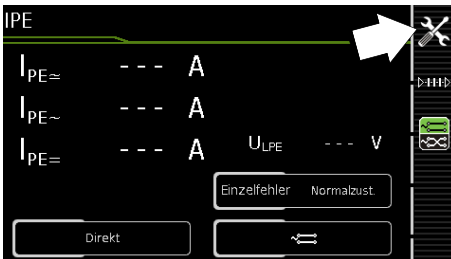 IPE
IPE≂ --- A
IPE~ --- A
IPE= --- A
ULPE --- V
Einzelfehler Normalzust.
Direkt